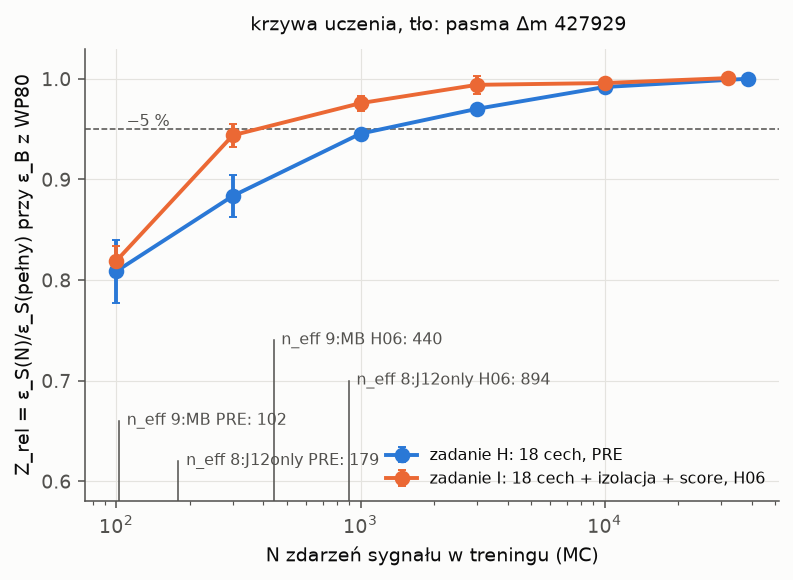 krzywa uczenia, tło: pasma Δm 427929
Z_rel = ε_S(N)/ε_S(pełny) przy ε_B z WP80
1.0
0.9
0.8
0.7
0.6
−5 %
n_eff 9:MB H06: 440
n_eff 8:J12only H06: 894
n_eff 9:MB PRE: 102
n_eff 8:J12only PRE: 179
zadanie H: 18 cech, PRE
zadanie I: 18 cech + izolacja + score, H06
10² 10³ 10⁴
N zdarzeń sygnału w treningu (MC)